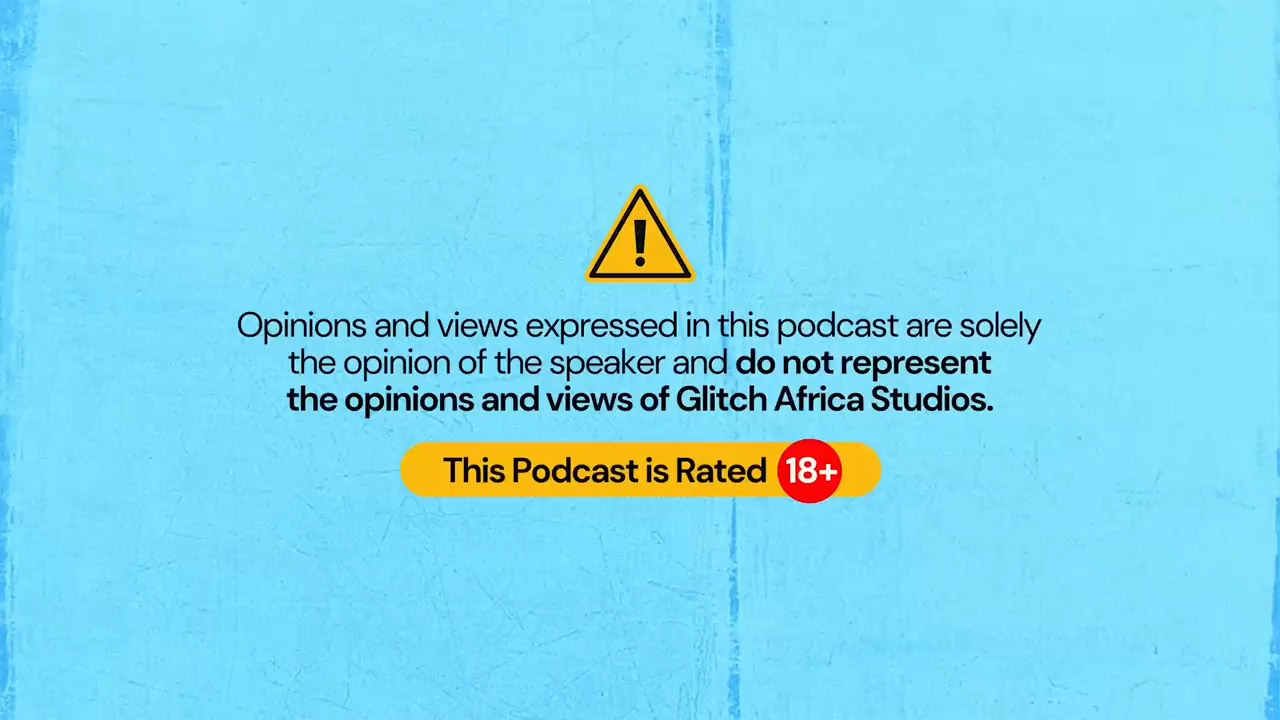 Opinions and views expressed in this podcast are solely
the opinion of the speaker and do not represent
the opinions and views of Glitch Africa Studios.
This Podcast is Rated 18+